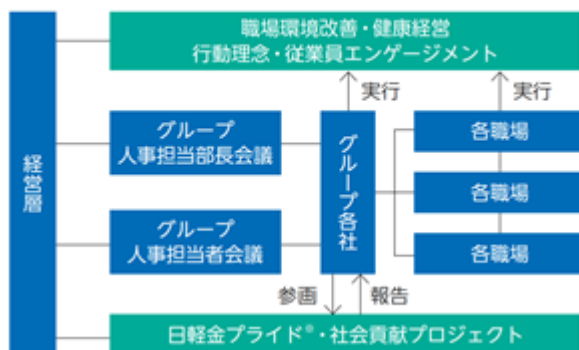 職場環境改善・健康経営
行動理念・従業員エンゲージメント
実行
実行
経営層
グループ
人事担当部長会議
グループ各社
各職場
各職場
グループ
人事担当者会議
各職場
参画
報告
日軽金プライド®・社会貢献プロジェクト